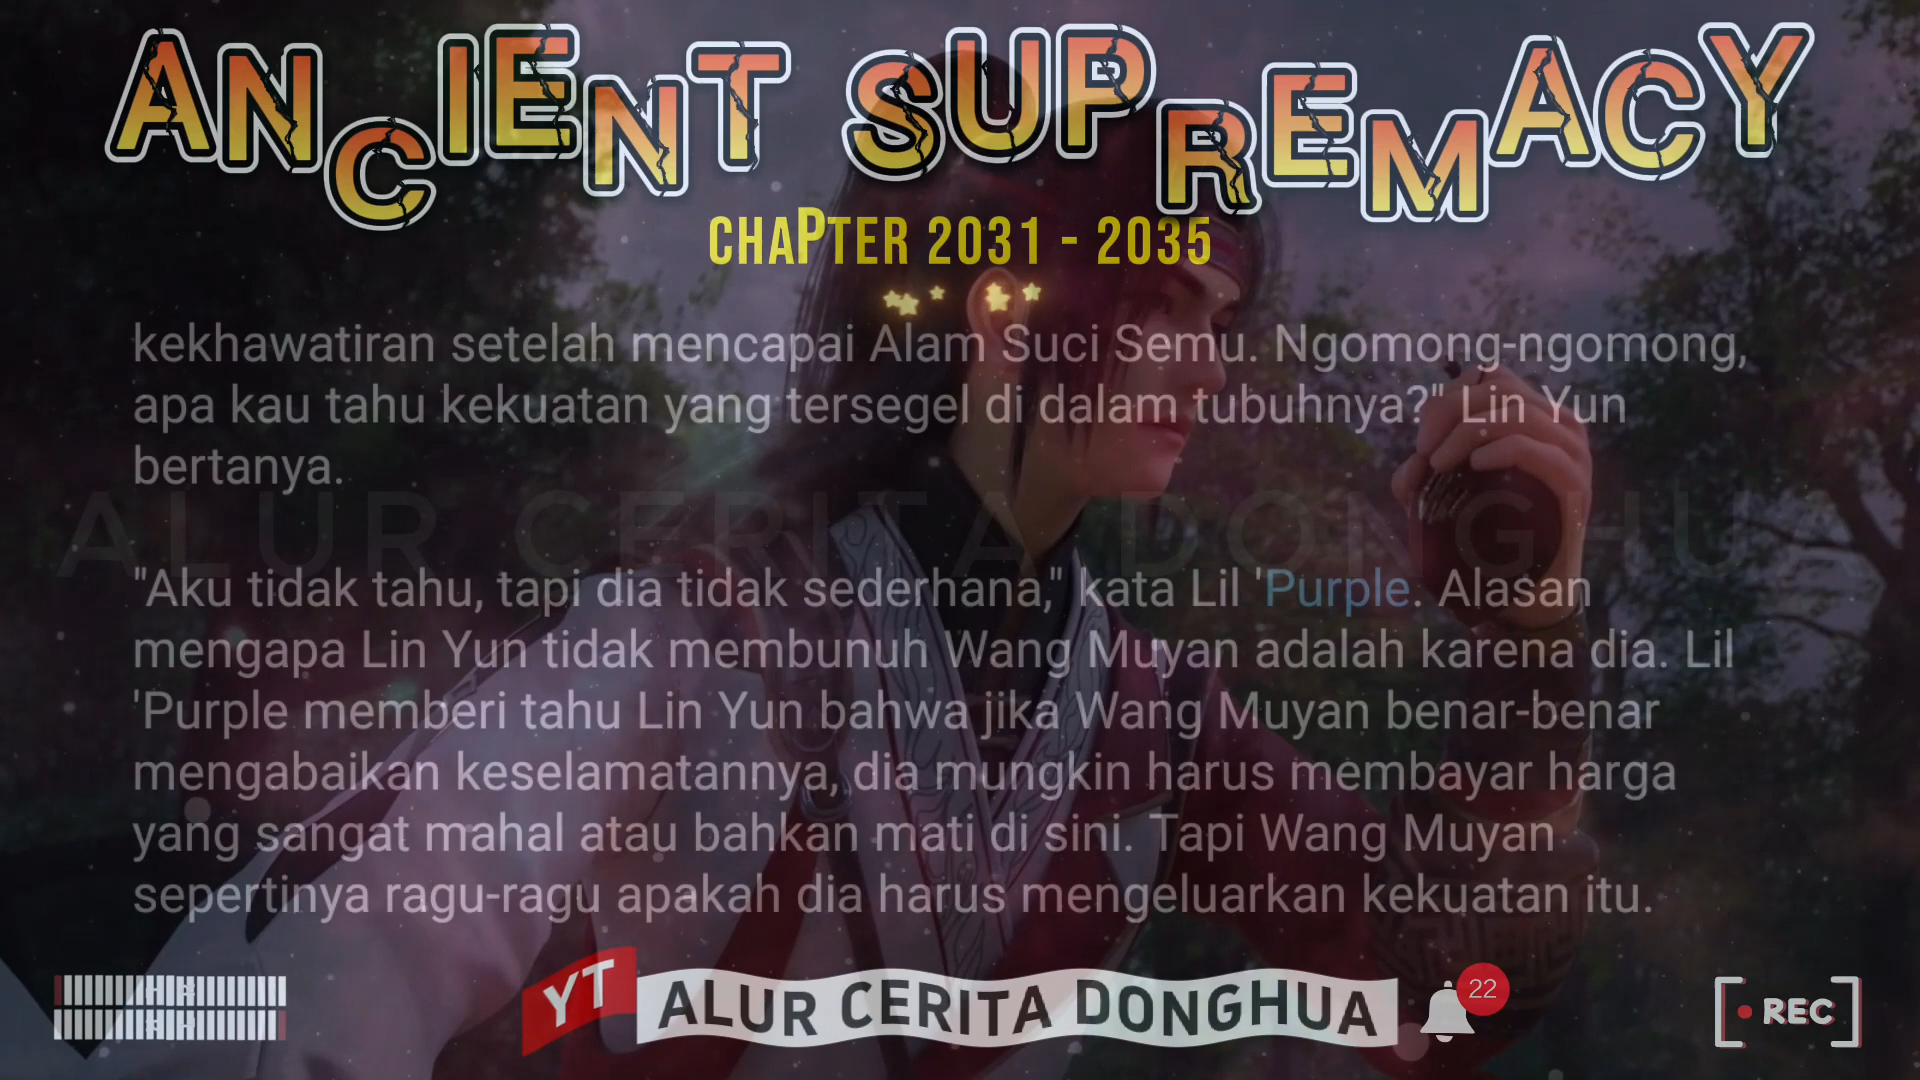 ANCIENT SUPREMACY
CHAPTER 2031 - 2035
kekhawatiran setelah mencapai Alam Suci Semu. Ngomong-ngomong,
apa kau tahu kekuatan yang tersegel di dalam tubuhnya?" Lin Yun
bertanya.
ALUR CERITA DONGHU
"Aku tidak tahu, tapi dia tidak sederhana," kata Lil 'Purple. Alasan
mengapa Lin Yun tidak membunuh Wang Muyan adalah karena dia. Lil
'Purple memberi tahu Lin Yun bahwa jika Wang Muyan benar-benar
mengabaikan keselamatannya, dia mungkin harus membayar harga
yang sangat mahal atau bahkan mati di sini. Tapi Wang Muyan
sepertinya ragu-ragu apakah dia harus mengeluarkan kekuatan itu.
YT ALUR CERITA DONGHUA
22
REC